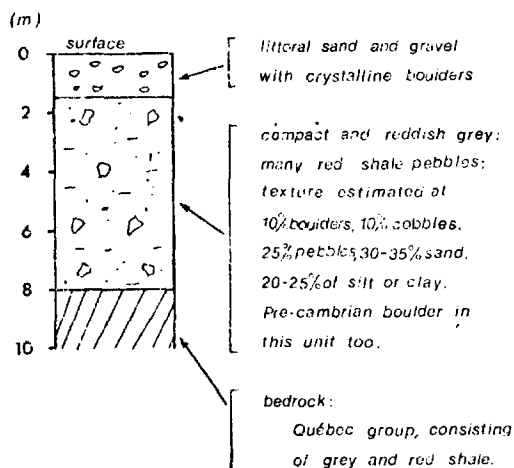 (m)
surface
0
2
4
6
8
10
littoral sand and gravel
with crystalline boulders
compact and reddish grey;
many red shale pebbles;
texture estimated at
10% boulders, 10% cobbles,
25% pebbles, 30-35% sand,
20-25% of silt or clay.
Pre-cambrian boulder in
this unit too.
bedrock:
Québec group, consisting
of grey and red shale.